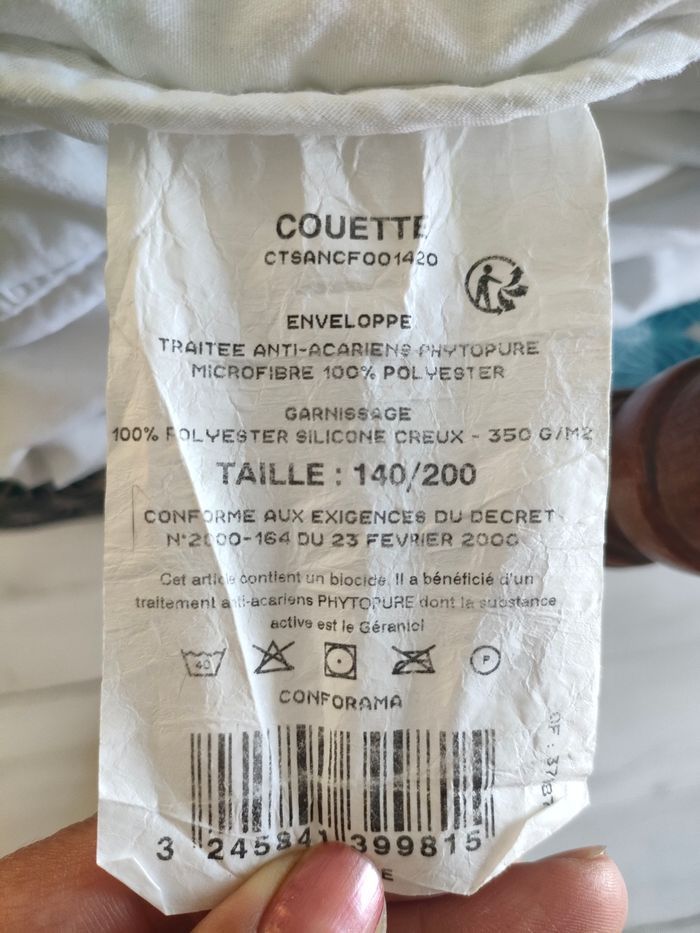 COUETTE
CTSANCF001420
ENVELOPPE
TRAITEE ANTI-ACARIENS PHYTOPURE
MICROFIBRE 100% POLYESTER
GARNISSAGE
100% POLYESTER SILICONE CREUX - 350 G/M2
TAILLE : 140/200
CONFORME AUX EXIGENCES DU DECRET
N°2000-164 DU 23 FEVRIER 2000
Cet article contient un biocide. Il a bénéficié d'un
traitement anti-acariens PHYTOPURE dont la substance
active est le Géraniol
40
P
CONFORAMA
3 245841 399815